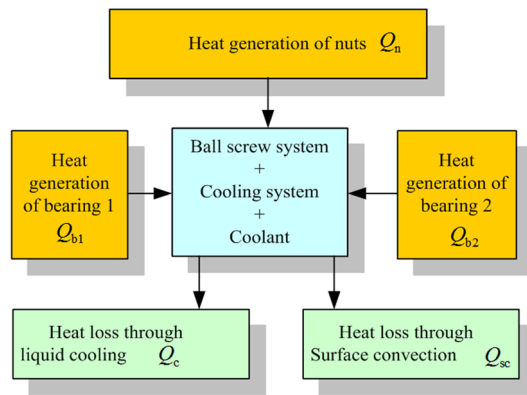 Heat generation of nuts Qn
Heat
generation
of bearing 1
Qb1
Ball screw system
+
Cooling system
+
Coolant
Heat
generation of
bearing 2
Qb2
Heat loss through
liquid cooling Qc
Heat loss through
Surface convection Qsc